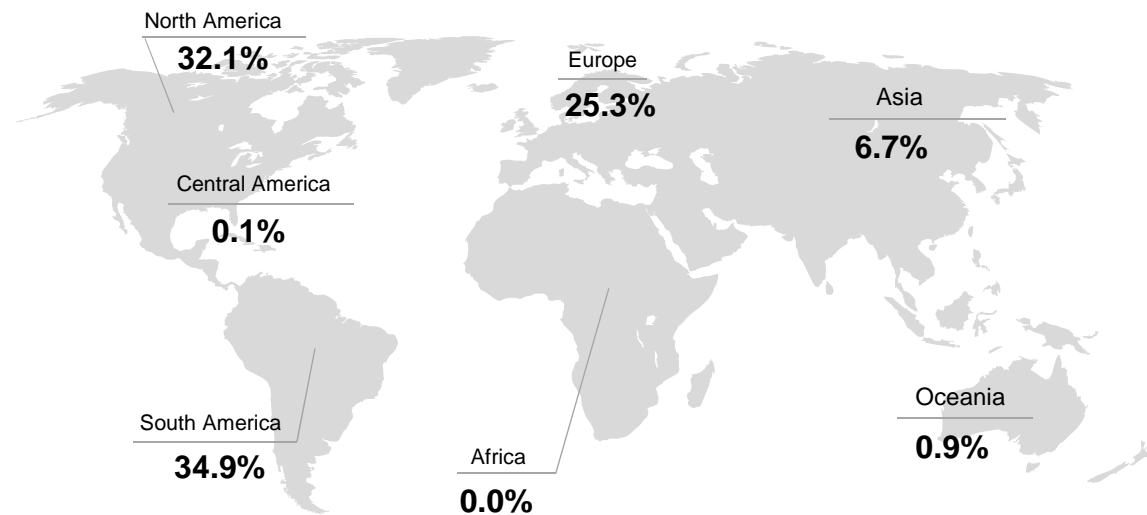 North America
32.1%
Europe
25.3%
Asia
6.7%
Central America
0.1%
South America
34.9%
Africa
0.0%
Oceania
0.9%